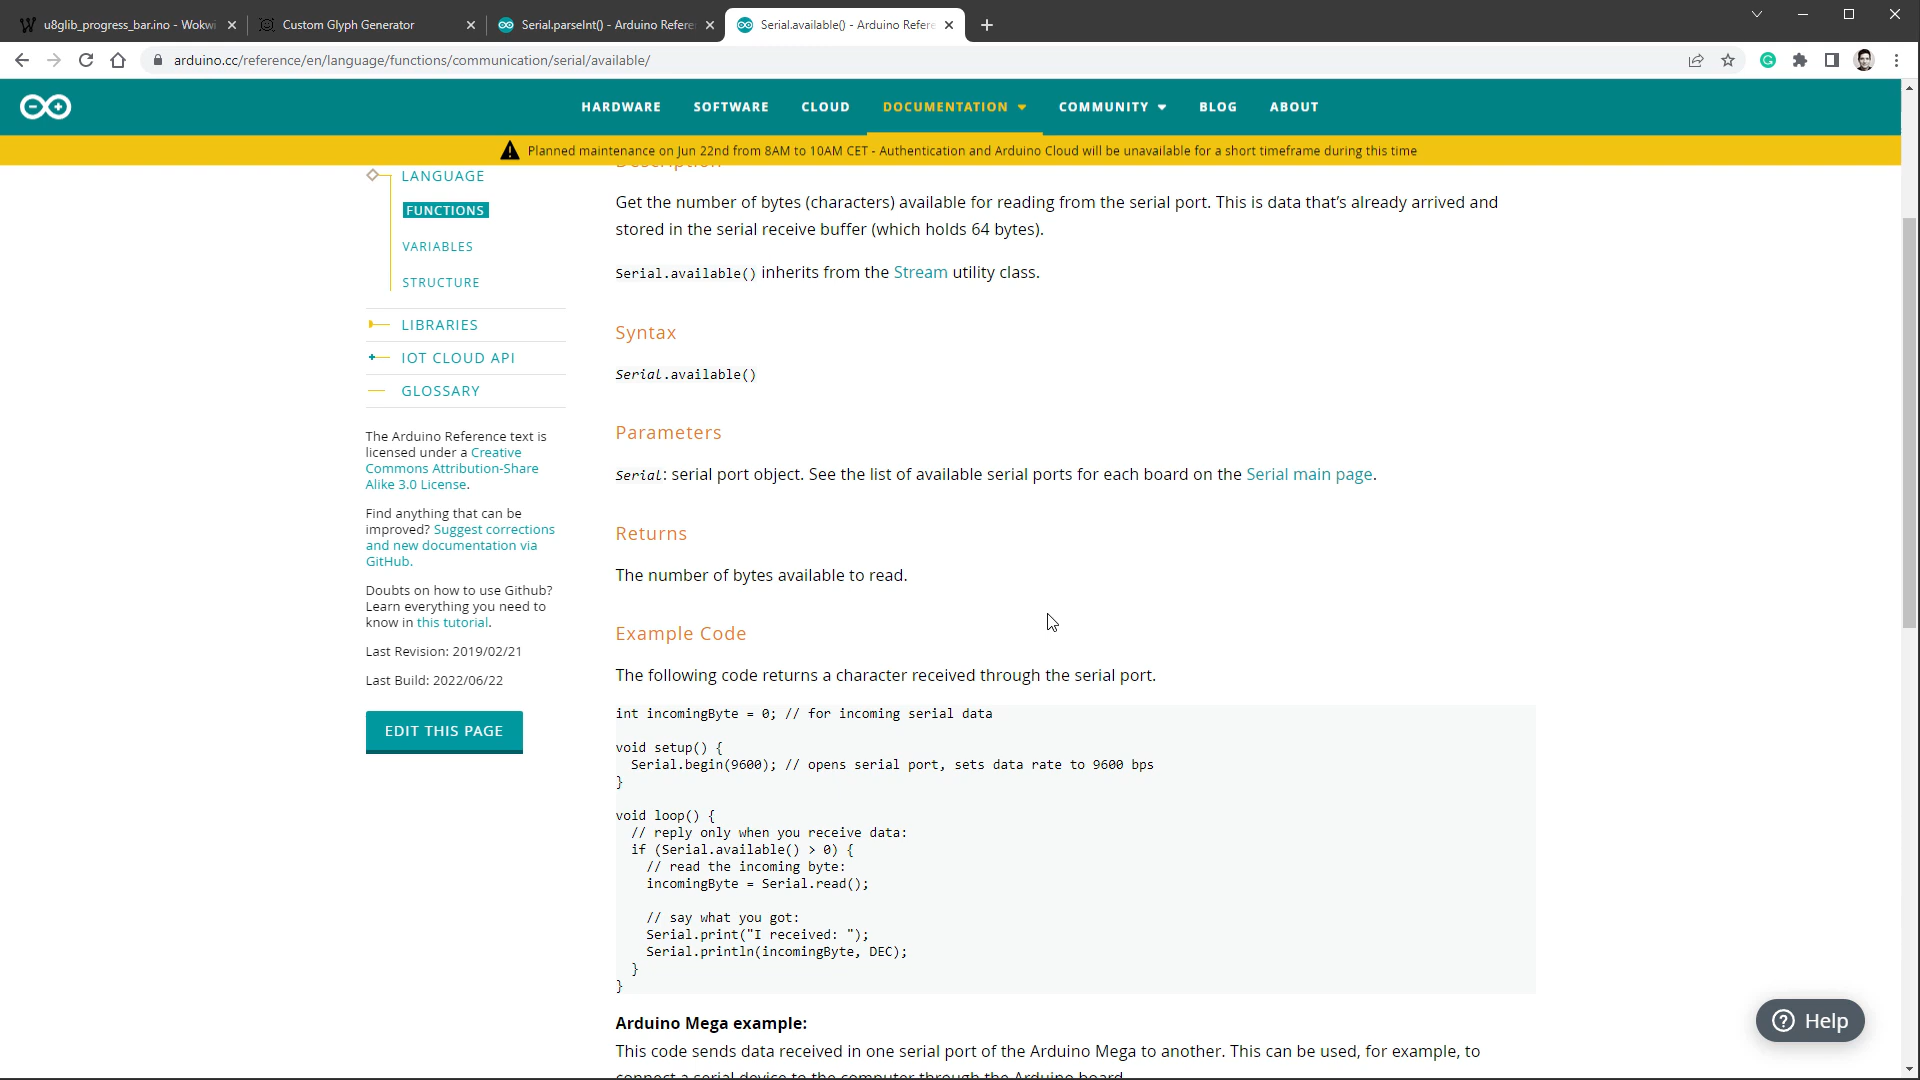 u8glib_progress_bar.ino - Wokwi
Custom Glyph Generator
Serial.parseInt() - Arduino Refere
Serial.available() - Arduino Refere
arduino.cc/reference/en/language/functions/communication/serial/available/
HARDWARE SOFTWARE CLOUD DOCUMENTATION COMMUNITY BLOG ABOUT
Planned maintenance on Jun 22nd from 8AM to 10AM CET - Authentication and Arduino Cloud will be unavailable for a short timeframe during this time
LANGUAGE
FUNCTIONS
VARIABLES
STRUCTURE
LIBRARIES
IOT CLOUD API
GLOSSARY
The Arduino Reference text is
licensed under a Creative
Commons Attribution-Share
Alike 3.0 License.
Find anything that can be
improved? Suggest corrections
and new documentation via
GitHub.
Doubts on how to use Github?
Learn everything you need to
know in this tutorial.
Last Revision: 2019/02/21
Last Build: 2022/06/22
EDIT THIS PAGE
Description
Get the number of bytes (characters) available for reading from the serial port. This is data that’s already arrived and
stored in the serial receive buffer (which holds 64 bytes).
Serial.available() inherits from the Stream utility class.
Syntax
Serial.available()
Parameters
Serial: serial port object. See the list of available serial ports for each board on the Serial main page.
Returns
The number of bytes available to read.
Example Code
The following code returns a character received through the serial port.
int incomingByte = 0; // for incoming serial data
void setup() {
  Serial.begin(9600); // opens serial port, sets data rate to 9600 bps
}
void loop() {
  // reply only when you receive data:
  if (Serial.available() > 0) {
    // read the incoming byte:
    incomingByte = Serial.read();
    // say what you got:
    Serial.print("I received: ");
    Serial.println(incomingByte, DEC);
  }
}
Arduino Mega example:
This code sends data received in one serial port of the Arduino Mega to another. This can be used, for example, to
connect a serial device to the computer through the Arduino board.
Help